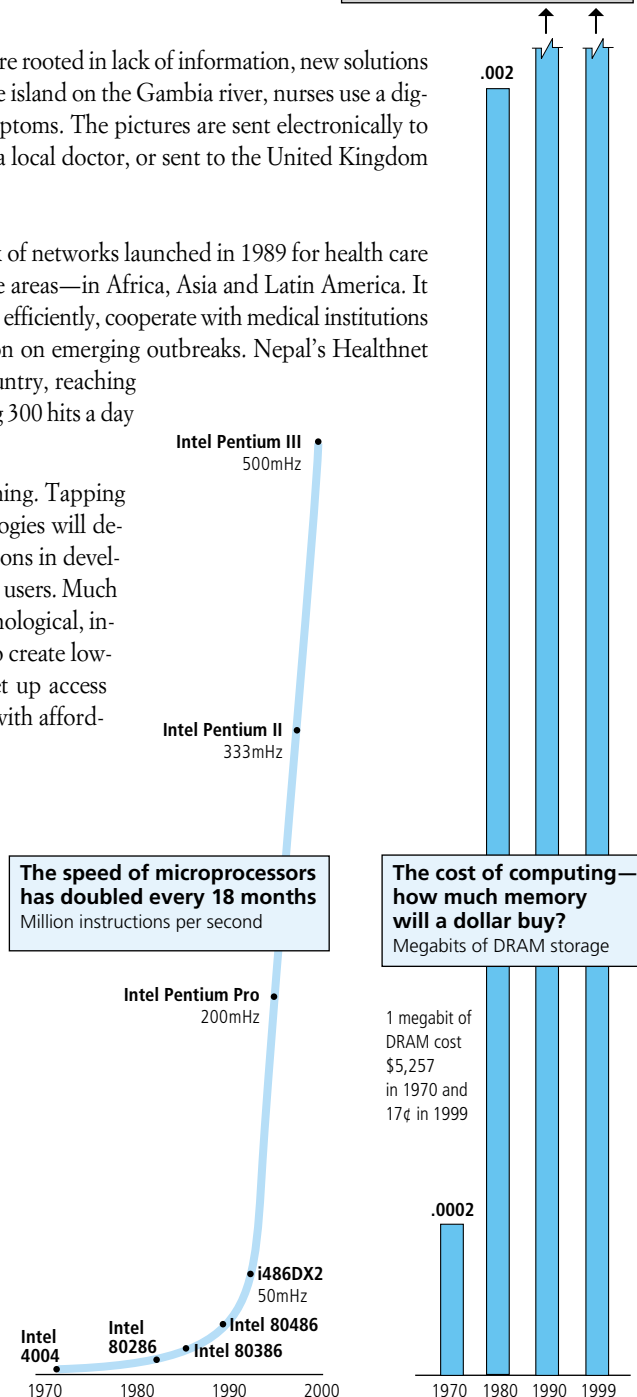 re rooted in lack of information, new solutions
e island on the Gambia river, nurses use a dig-
ptoms. The pictures are sent electronically to
a local doctor, or sent to the United Kingdom
of networks launched in 1989 for health care
e areas—in Africa, Asia and Latin America. It
efficiently, cooperate with medical institutions
on on emerging outbreaks. Nepal’s Healthnet
untry, reaching
300 hits a day
ning. Tapping
ogies will de-
ons in devel-
users. Much
nological, in-
o create low-
et up access
with afford-
Intel Pentium III
500mHz
Intel Pentium II
333mHz
The speed of microprocessors
has doubled every 18 months
Million instructions per second
Intel Pentium Pro
200mHz
i486DX2
50mHz
Intel 80486
Intel 80386
Intel
80286
Intel
4004
1970 1980 1990 2000
.002
The cost of computing—
how much memory
will a dollar buy?
Megabits of DRAM storage
1 megabit of
DRAM cost
$5,257
in 1970 and
17¢ in 1999
.0002
1970 1980 1990 1999